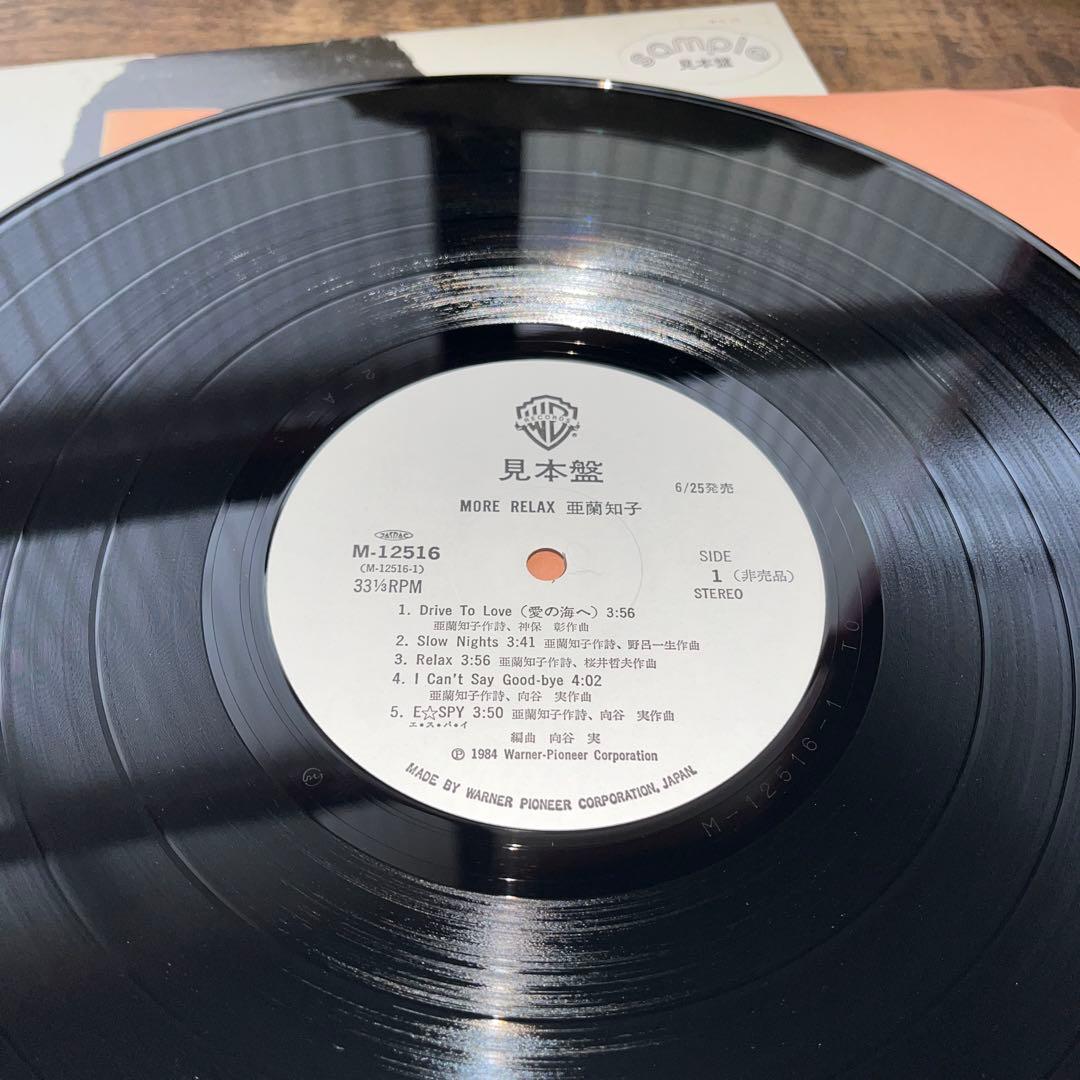 sample
見本盤
RECORDS
見本盤
6/25発売
MORE RELAX 亜蘭知子
JASRAC
M-12516
(M-12516-1)
33⅓RPM
SIDE
1 (非売品)
STEREO
1. Drive To Love (愛の海へ) 3:56
亜蘭知子作詩、神保 彰作曲
2. Slow Nights 3:41 亜蘭知子作詩、野呂一生作曲
3. Relax 3:56 亜蘭知子作詩、桜井哲夫作曲
4. I Can't Say Good-bye 4:02
亜蘭知子作詩、向谷 実作曲
5. E☆SPY 3:50 亜蘭知子作詩、向谷 実作曲
エ・ス・パ・イ
編曲 向谷 実
Ⓟ 1984 Warner-Pioneer Corporation
MADE BY WARNER PIONEER CORPORATION, JAPAN.
M-12516-1 TO